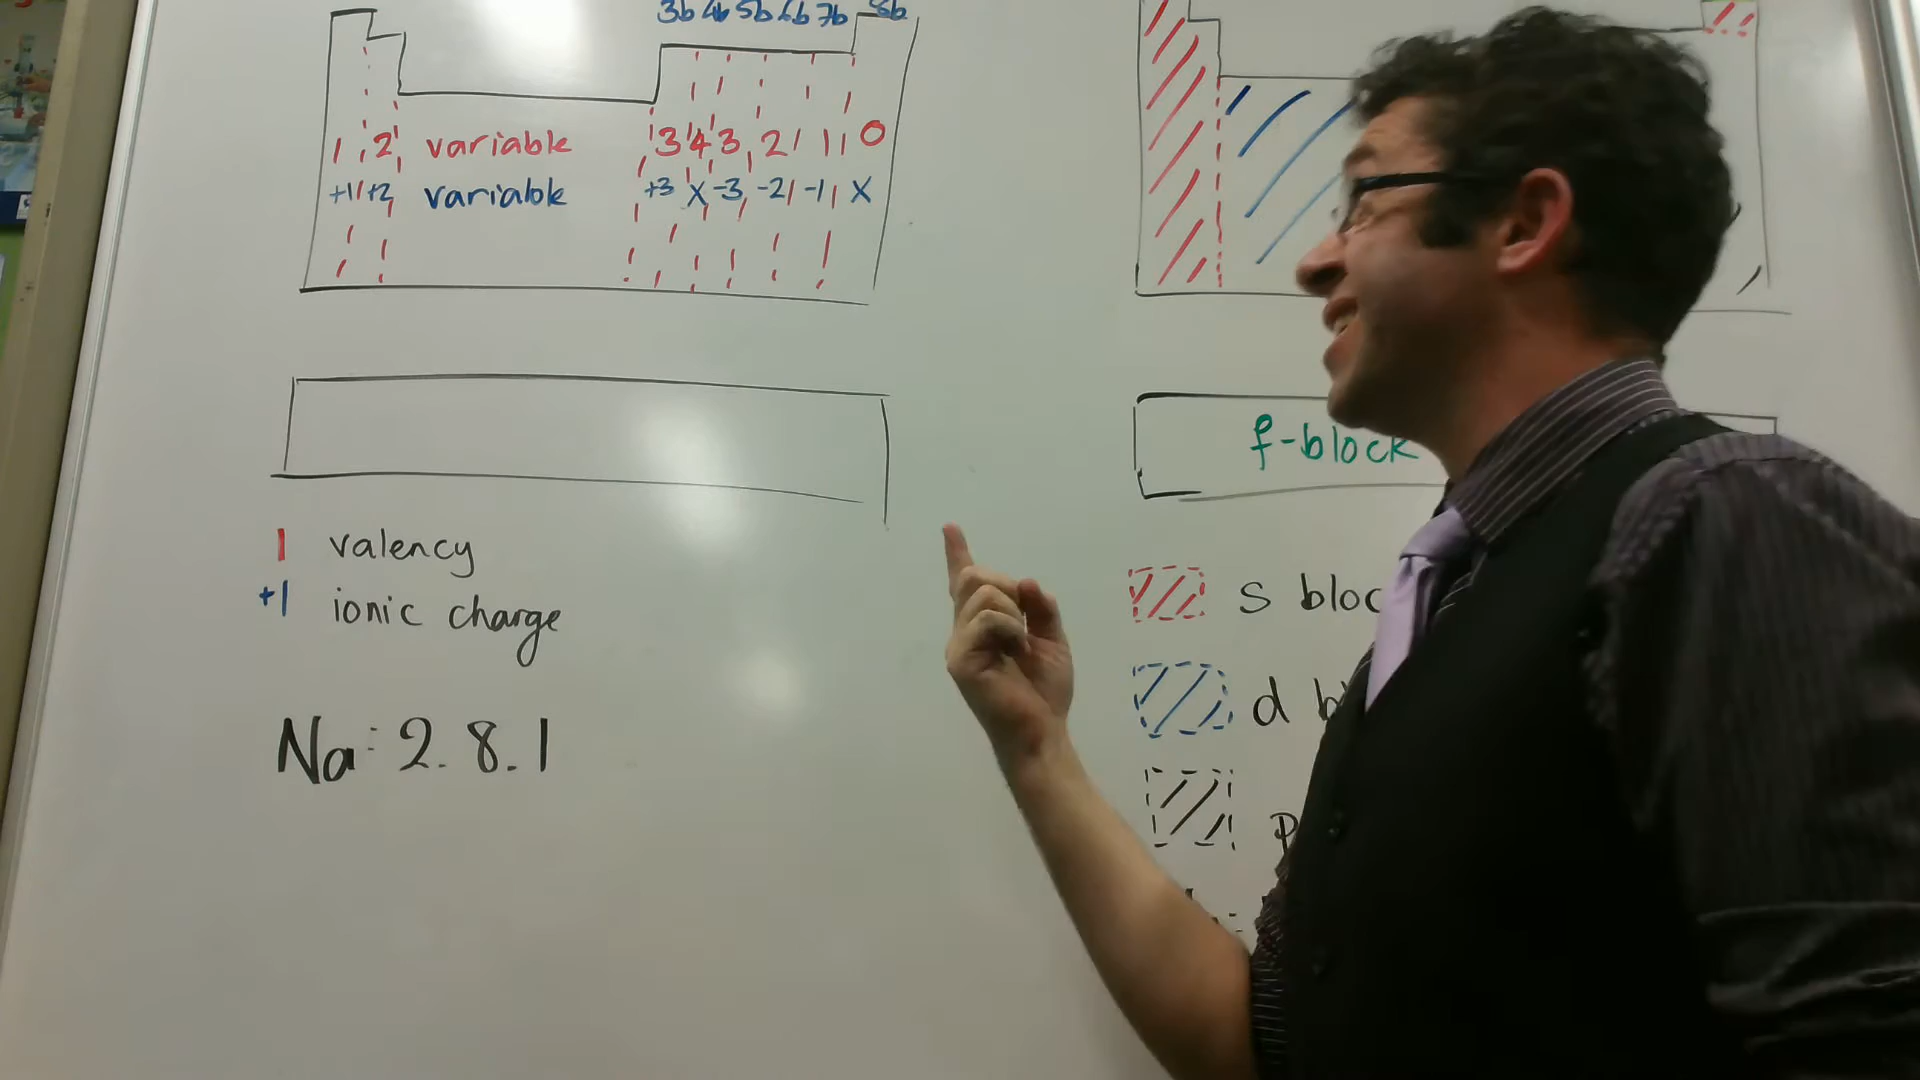 3b 4b 5b 6b 7b 8b
1 2 variable 3 4 3 2 1 0
+1 +2 variable +3 X -3 -2 -1 X
f-block
1 valency
+1 ionic charge
s
d
Na: 2.8.1